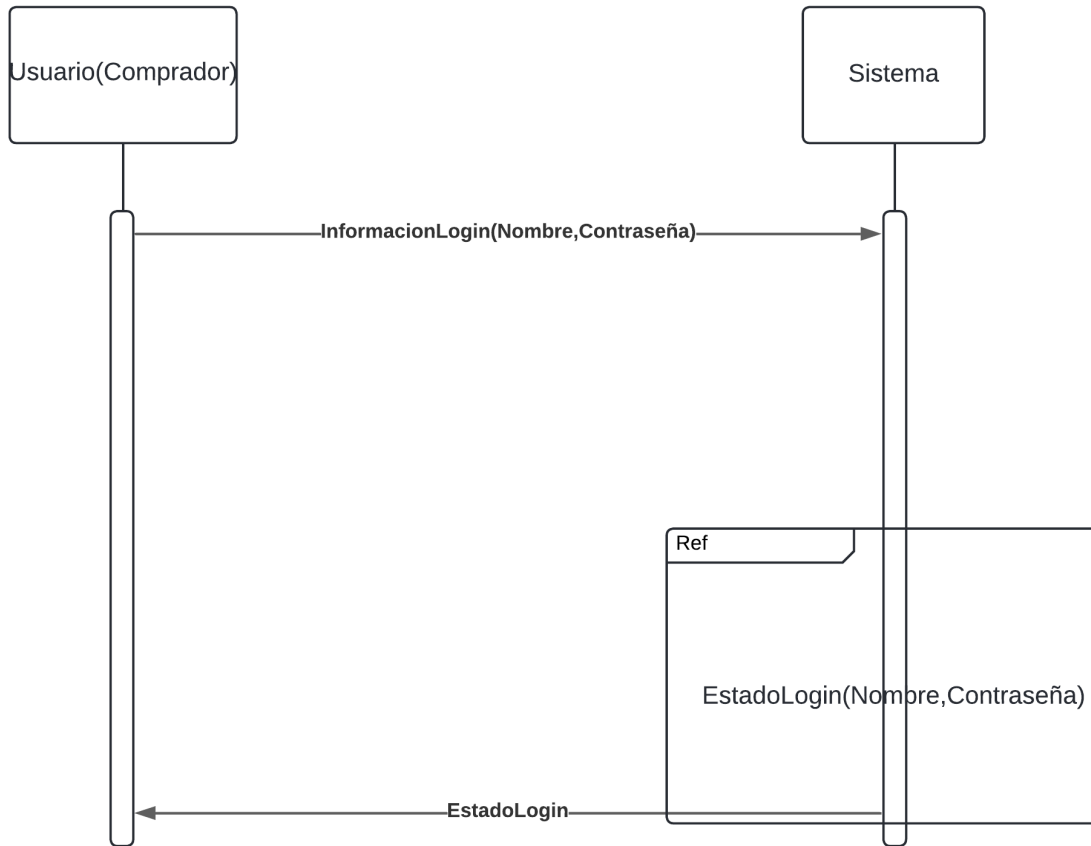 Usuario(Comprador)
Sistema
InformacionLogin(Nombre,Contraseña)
Ref
EstadoLogin(Nombre,Contraseña)
EstadoLogin